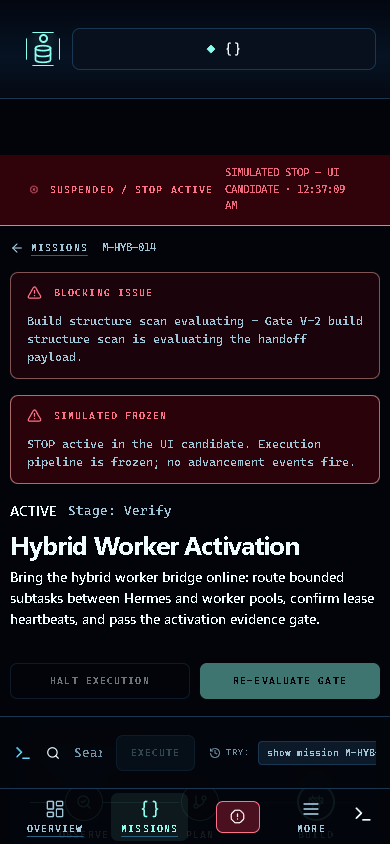 {}
SUSPENDED / STOP ACTIVE
SIMULATED STOP — UI
CANDIDATE · 12:37:09
AM
MISSIONS M-HYB-014
BLOCKING ISSUE
Build structure scan evaluating — Gate V-2 build
structure scan is evaluating the handoff
payload.
SIMULATED FROZEN
STOP active in the UI candidate. Execution
pipeline is frozen; no advancement events fire.
ACTIVE Stage: Verify
Hybrid Worker Activation
Bring the hybrid worker bridge online: route bounded
subtasks between Hermes and worker pools, confirm lease
heartbeats, and pass the activation evidence gate.
HALT EXECUTION RE-EVALUATE GATE
Sear EXECUTE TRY: show mission M-HYB-
{}
OVERVIEW MISSIONS PLAN MORE